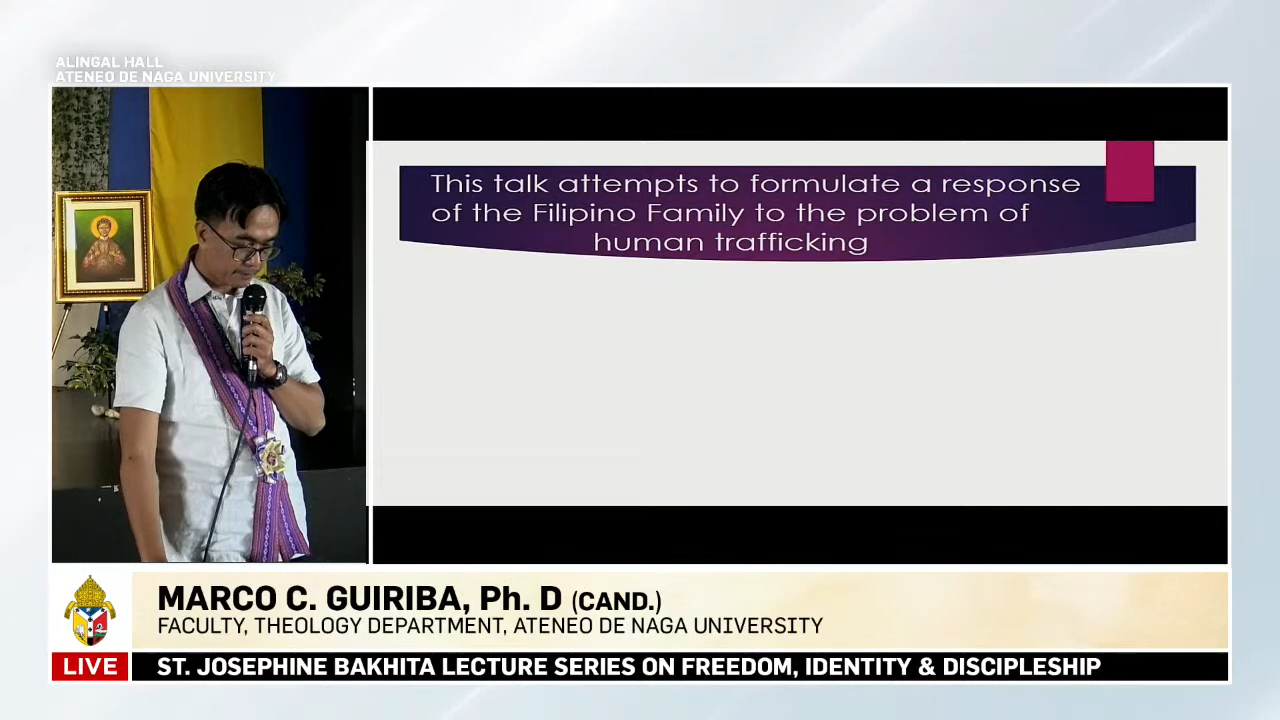 ALINGAL HALL
ATENEO DE NAGA UNIVERSITY
This talk attempts to formulate a response
of the Filipino Family to the problem of
human trafficking
MARCO C. GUIRIBA, Ph. D (CAND.)
FACULTY, THEOLOGY DEPARTMENT, ATENEO DE NAGA UNIVERSITY
LIVE ST. JOSEPHINE BAKHITA LECTURE SERIES ON FREEDOM, IDENTITY & DISCIPLESHIP